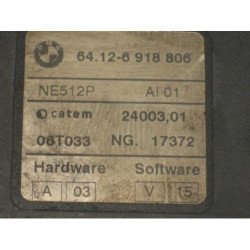 64.12-6 918 806
NE512P AI 01
catem 24003,01
06T033 NG. 17372
Hardware Software
A 03 V 15